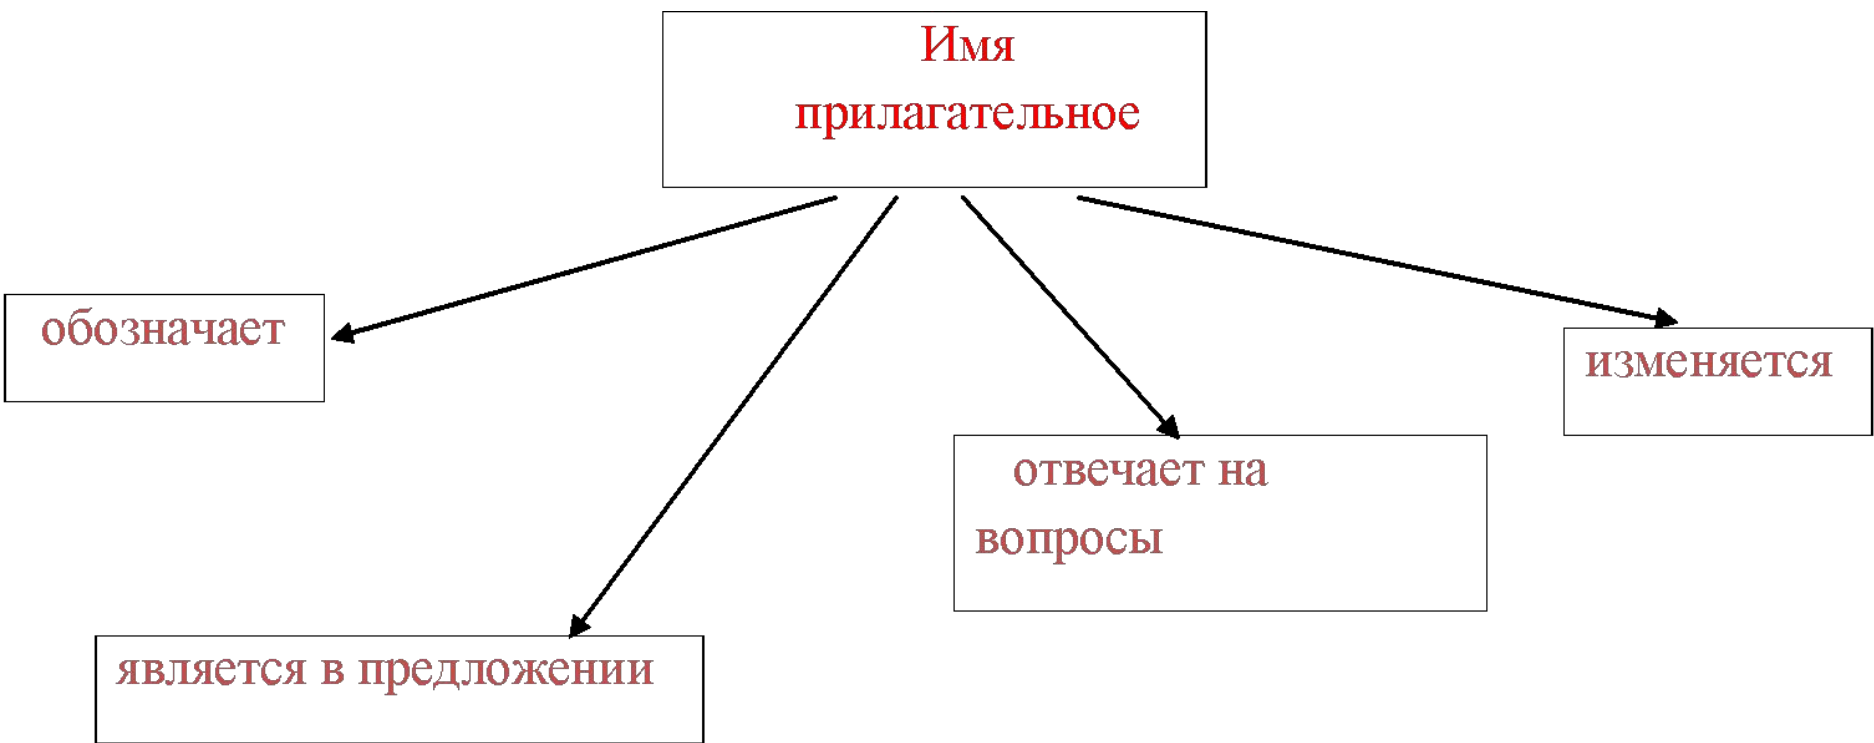 Имя
прилагательное
обозначает
изменяется
отвечает на
вопросы
является в предложении